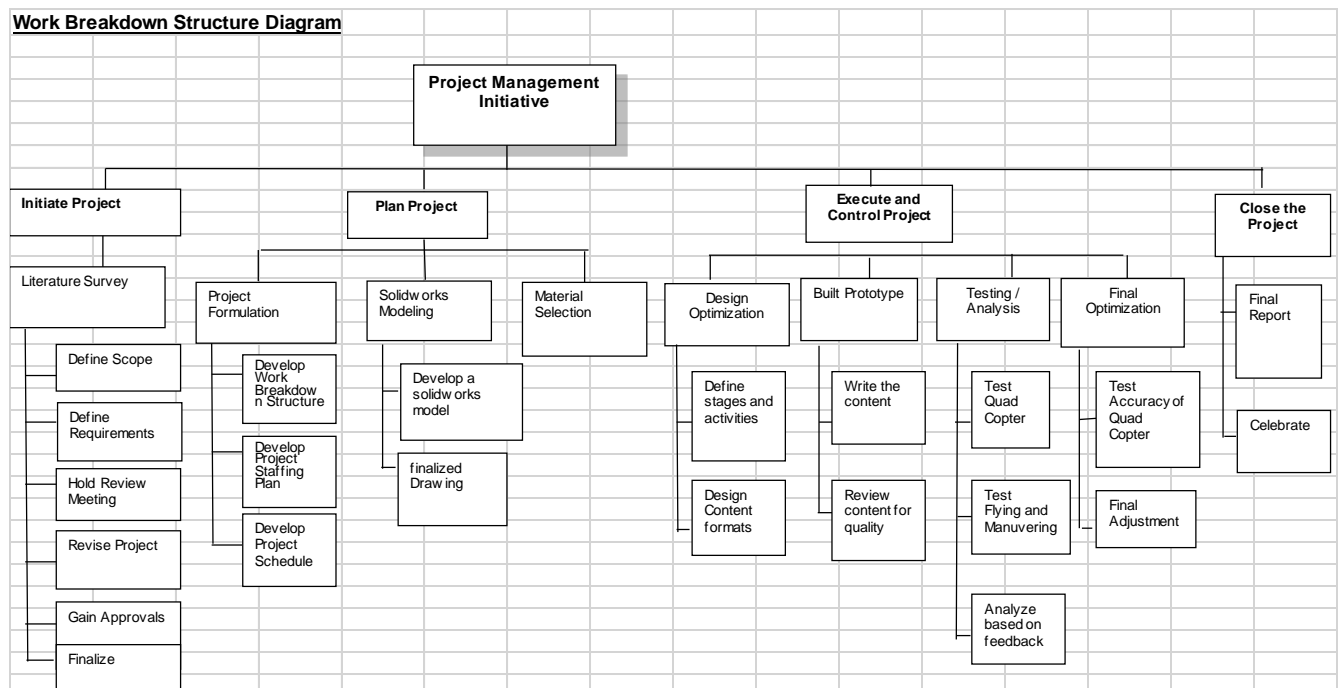 Work Breakdown Structure Diagram
Project Management
Initiative
Initiate Project
Plan Project
Execute and
Control Project
Close the
Project
Literature Survey
Project
Formulation
Solidworks
Modeling
Material
Selection
Design
Optimization
Built Prototype
Testing /
Analysis
Final
Optimization
Final
Report
Define Scope
Define
Requirements
Hold Review
Meeting
Revise Project
Gain Approvals
Finalize
Develop
Work
Breakdow
n Structure
Develop
Project
Staffing
Plan
Develop
Project
Schedule
Develop a
solidworks
model
finalized
Drawing
Define
stages and
activities
Design
Content
formats
Write the
content
Review
content for
quality
Test
Quad
Copter
Test
Flying and
Manuvering
Analyze
based on
feedback
Test
Accuracy of
Quad
Copter
Final
Adjustment
Celebrate